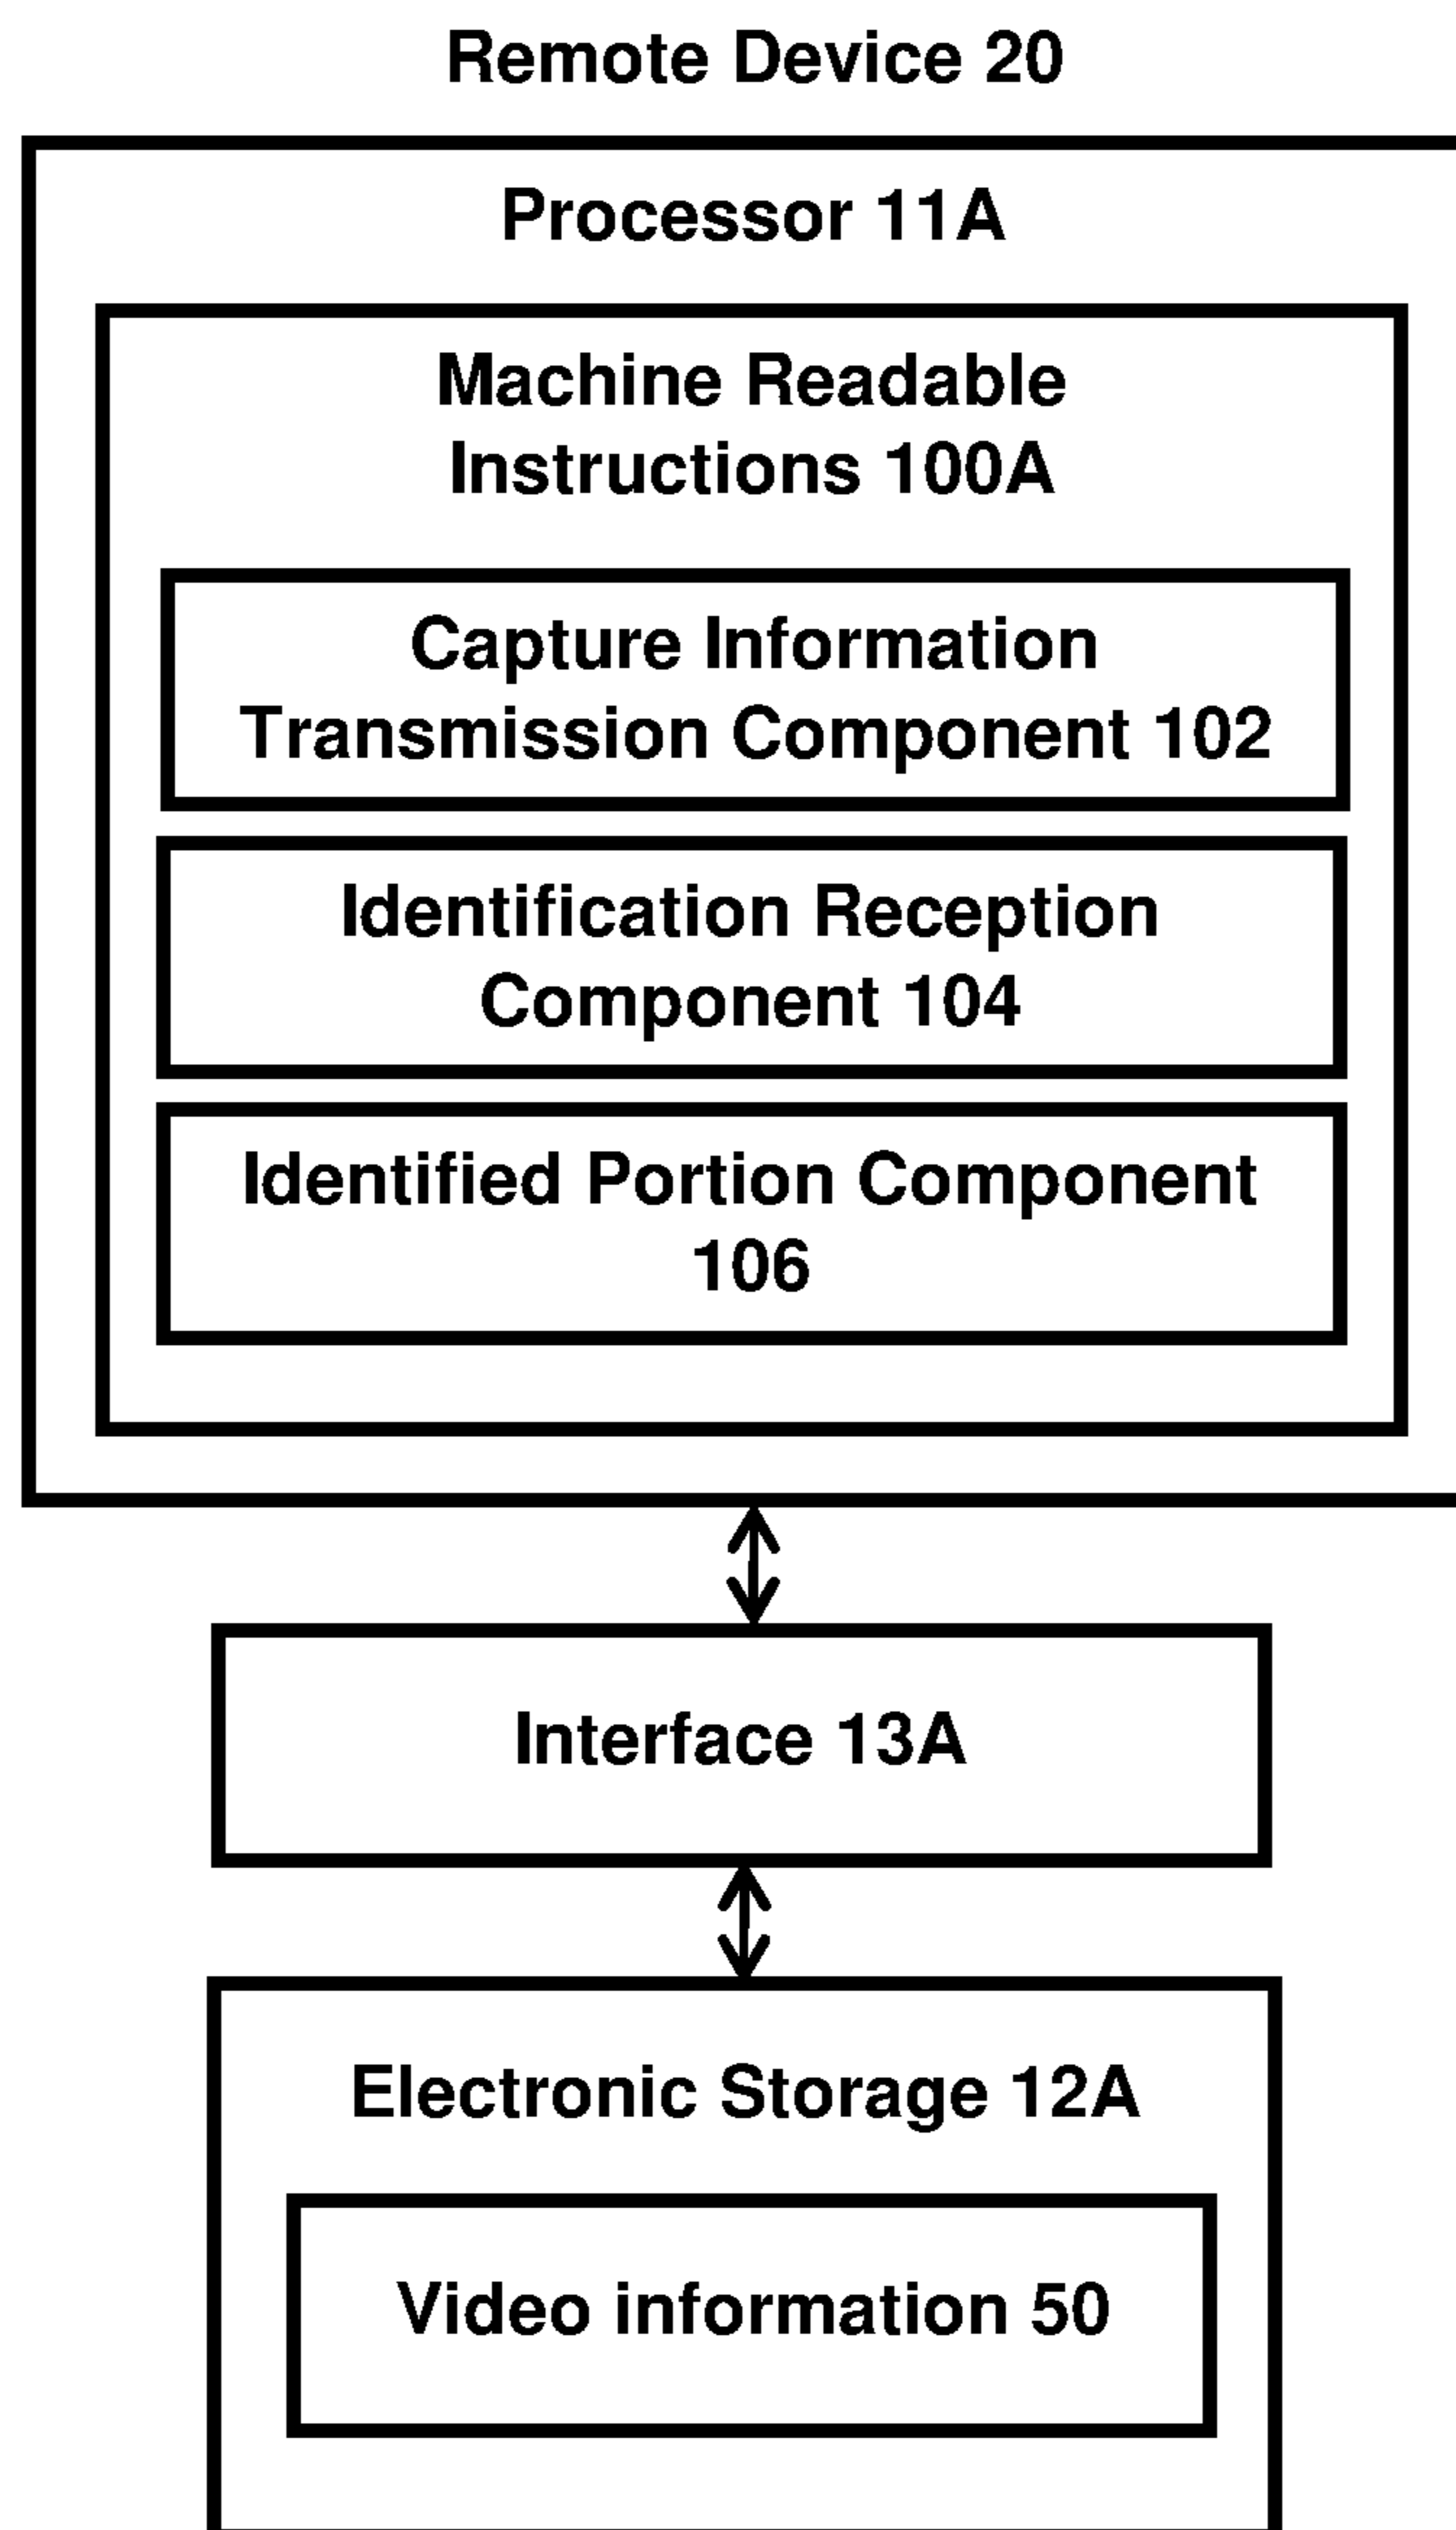 Remote Device 20
Processor 11A
Machine Readable
Instructions 100A
Capture Information
Transmission Component 102
Identification Reception
Component 104
Identified Portion Component
106
Interface 13A
Electronic Storage 12A
Video information 50